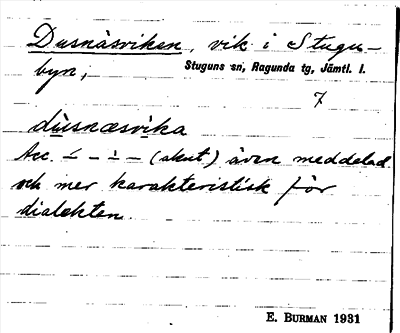 Dusnäsviken, vik i Stugu-
byn, Stuguns sn, Ragunda tg, Jämtl. l.
7
dùsnæsvika
Acc. – – (akut) även meddelad
och mer karakteristisk för
dialekten.
E. BURMAN 1931